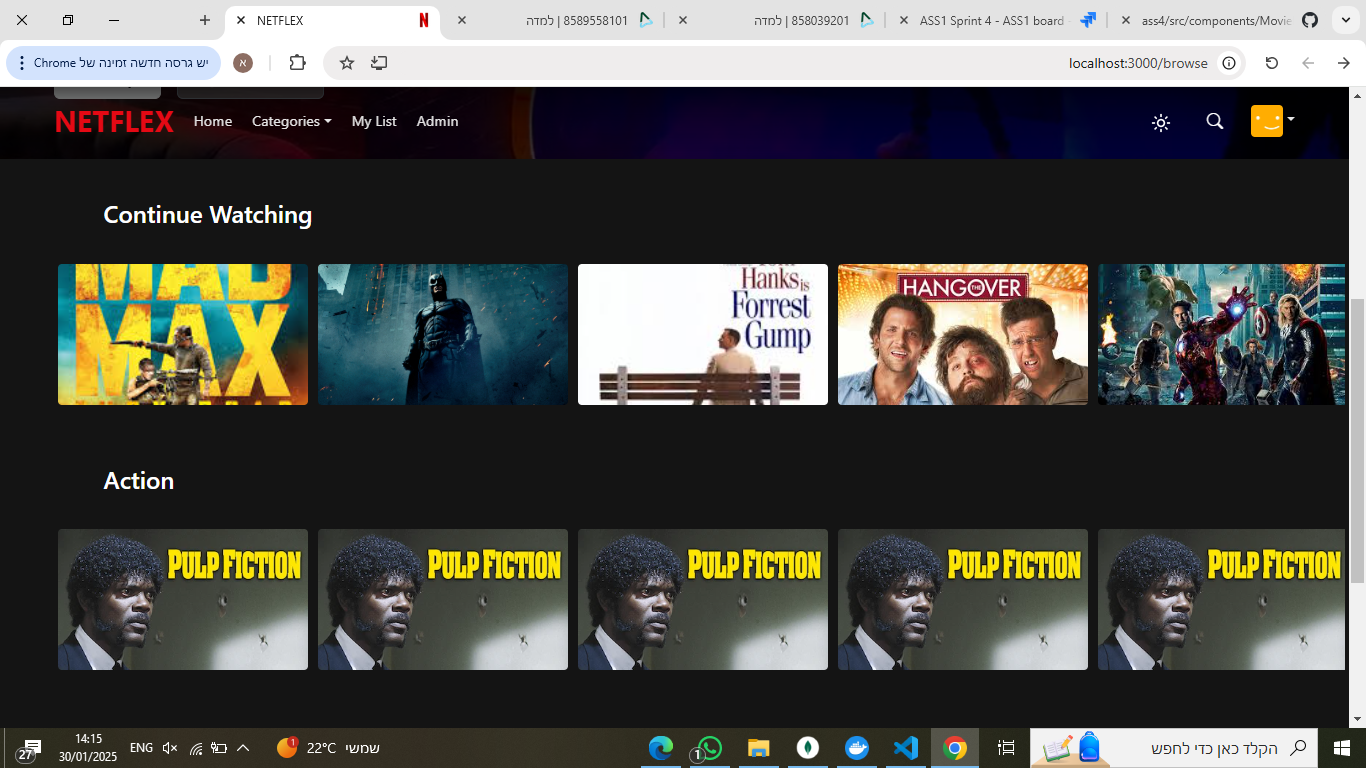 NETFLEX
8589558101 | למדה
858039201 | למדה
ASS1 Sprint 4 - ASS1 board
ass4/src/components/Movie
יש גרסה חדשה זמינה של Chrome
א
localhost:3000/browse
NETFLEX
Home
Categories
My List
Admin
Continue Watching
MAD
MAX
Hanks is
Forrest
Gump
THE
HANGOVER
Action
PULP FICTION
PULP FICTION
PULP FICTION
PULP FICTION
PULP FICTION
27
14:15
30/01/2025
ENG
1
22°C שמשי
1
הקלד כאן כדי לחפש